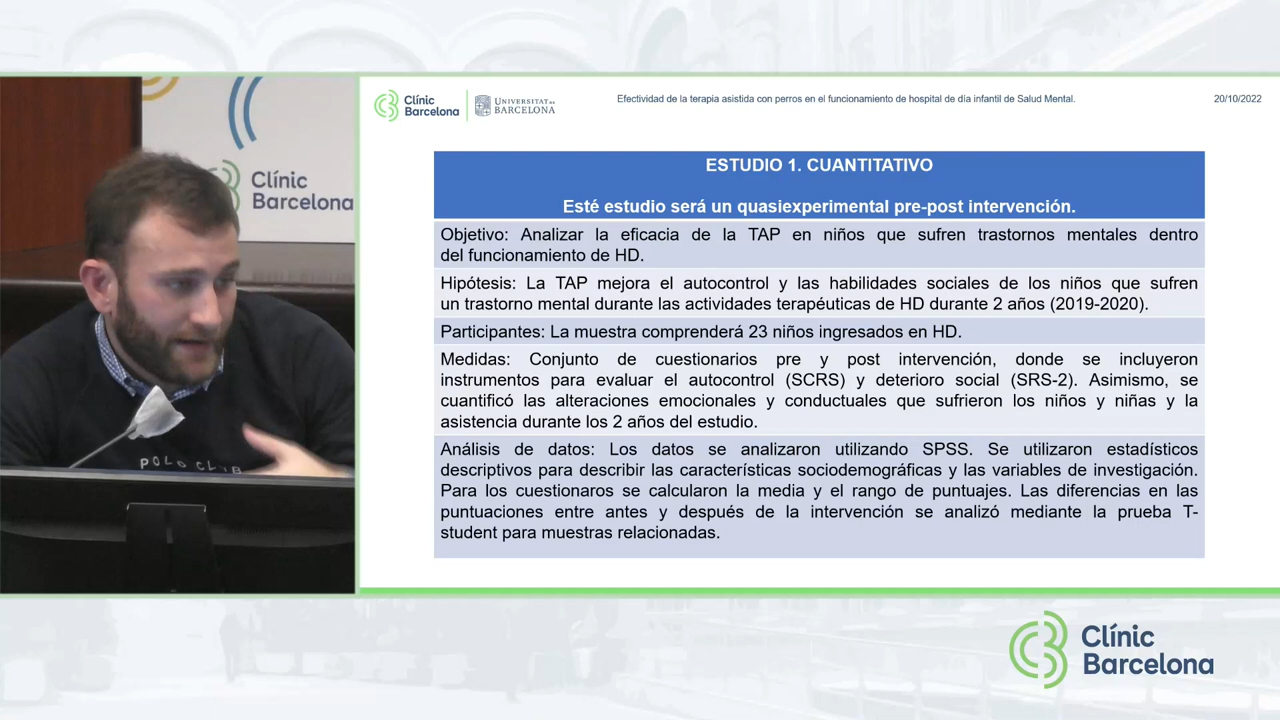 Clínic
Barcelona
POLO CLUB
Clínic
Barcelona
UNIVERSITAT DE
BARCELONA
Efectividad de la terapia asistida con perros en el funcionamiento de hospital de día infantil de Salud Mental.
20/10/2022
ESTUDIO 1. CUANTITATIVO
Esté estudio será un quasiexperimental pre-post intervención.
Objetivo: Analizar la eficacia de la TAP en niños que sufren trastornos mentales dentro
del funcionamiento de HD.
Hipótesis: La TAP mejora el autocontrol y las habilidades sociales de los niños que sufren
un trastorno mental durante las actividades terapéuticas de HD durante 2 años (2019-2020).
Participantes: La muestra comprenderá 23 niños ingresados en HD.
Medidas: Conjunto de cuestionarios pre y post intervención, donde se incluyeron
instrumentos para evaluar el autocontrol (SCRS) y deterioro social (SRS-2). Asimismo, se
cuantificó las alteraciones emocionales y conductuales que sufrieron los niños y niñas y la
asistencia durante los 2 años del estudio.
Análisis de datos: Los datos se analizaron utilizando SPSS. Se utilizaron estadísticos
descriptivos para describir las características sociodemográficas y las variables de investigación.
Para los cuestionaros se calcularon la media y el rango de puntuajes. Las diferencias en las
puntuaciones entre antes y después de la intervención se analizó mediante la prueba T-
student para muestras relacionadas.
Clínic
Barcelona